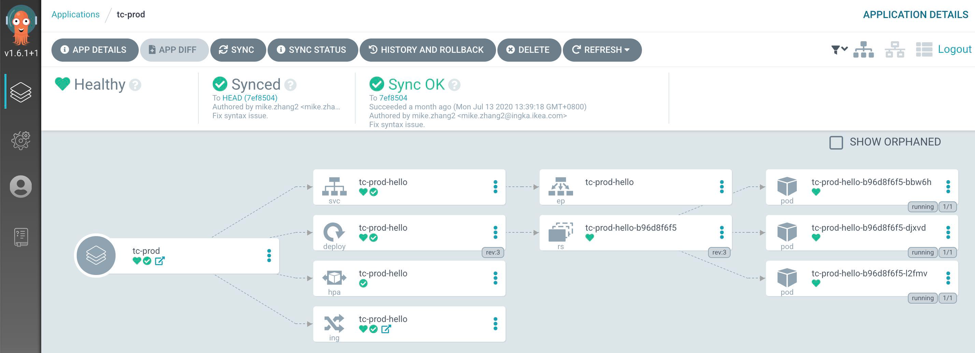 Applications / tc-prod
APPLICATION DETAILS
v1.6.1+1
APP DETAILS
APP DIFF
SYNC
SYNC STATUS
HISTORY AND ROLLBACK
DELETE
REFRESH
Logout
Healthy
Synced
To HEAD (7ef8504)
Authored by mike.zhang2 <mike.zha...
Fix syntax issue.
Sync OK
To 7ef8504
Succeeded a month ago (Mon Jul 13 2020 13:39:18 GMT+0800)
Authored by mike.zhang2 <mike.zhang2@ingka.ikea.com>
Fix syntax issue.
SHOW ORPHANED
tc-prod
svc
tc-prod-hello
deploy
tc-prod-hello
rev:3
hpa
tc-prod-hello
ing
tc-prod-hello
ep
tc-prod-hello
rs
tc-prod-hello-b96d8f6f5
rev:3
pod
tc-prod-hello-b96d8f6f5-bbw6h
running 1/1
pod
tc-prod-hello-b96d8f6f5-djxvd
running 1/1
pod
tc-prod-hello-b96d8f6f5-l2fmv
running 1/1